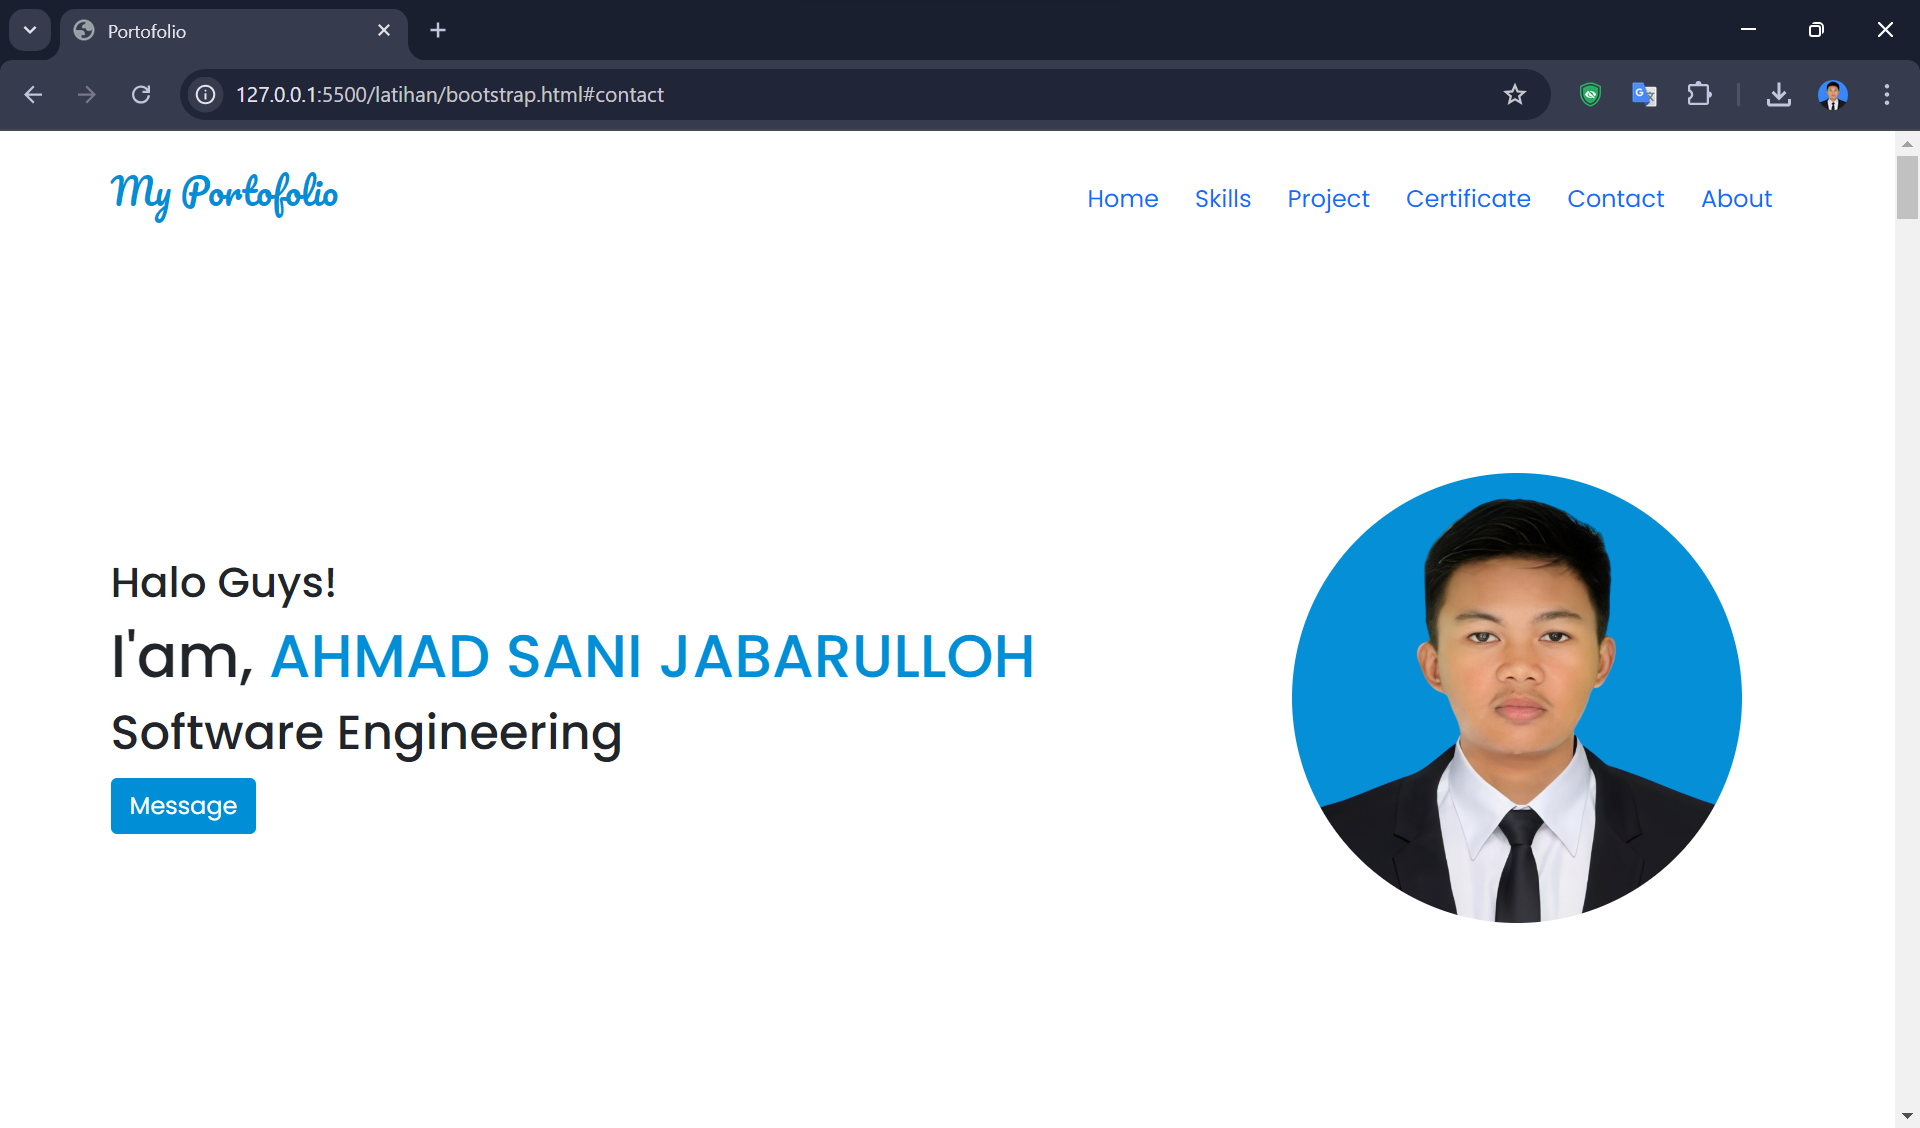 Portofolio
127.0.0.1:5500/latihan/bootstrap.html#contact
My Portofolio
Home Skills Project Certificate Contact About
Halo Guys!
I'am, AHMAD SANI JABARULLOH
Software Engineering
Message